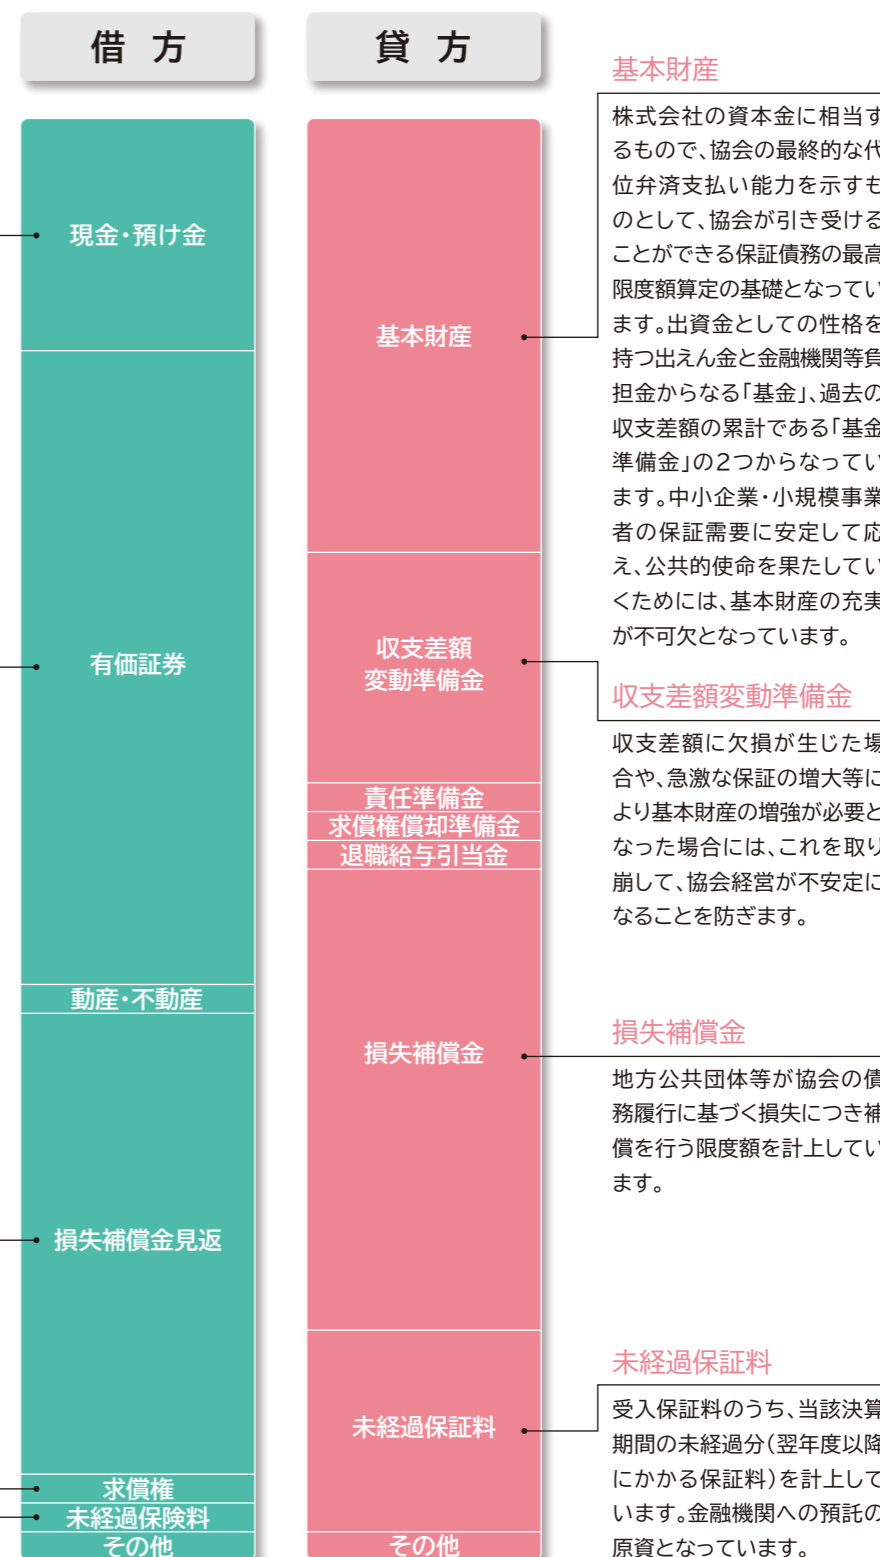 借方
現金・預け金
有価証券
動産・不動産
損失補償金見返
求償権
未経過保険料
その他
貸方
基本財産
収支差額
変動準備金
責任準備金
求償権償却準備金
退職給与引当金
損失補償金
未経過保証料
その他
基本財産
株式会社の資本金に相当す
るもので、協会の最終的な代
位弁済支払い能力を示すも
のとして、協会が引き受ける
ことができる保証債務の最高
限度額算定の基礎となってい
ます。出資金としての性格を
持つ出えん金と金融機関等負
担金からなる「基金」、過去の
収支差額の累計である「基金
準備金」の2つからなってい
ます。中小企業・小規模事業
者の保証需要に安定して応
え、公共的使命を果たしてい
くためには、基本財産の充実
が不可欠となっています。
収支差額変動準備金
収支差額に欠損が生じた場
合や、急激な保証の増大等に
より基本財産の増強が必要と
なった場合には、これを取り
崩して、協会経営が不安定に
なることを防ぎます。
損失補償金
地方公共団体等が協会の債
務履行に基づく損失につき補
償を行う限度額を計上してい
ます。
未経過保証料
受入保証料のうち、当該決算
期間の未経過分(翌年度以降
にかかる保証料)を計上して
います。金融機関への預託の
原資となっています。